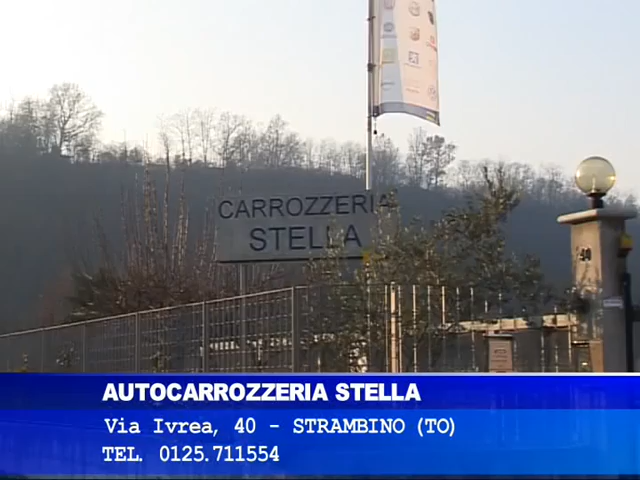 CARROZZERIA
STELLA
40
AUTOCARROZZERIA STELLA
Via Ivrea, 40 - STRAMBINO (TO)
TEL. 0125.711554